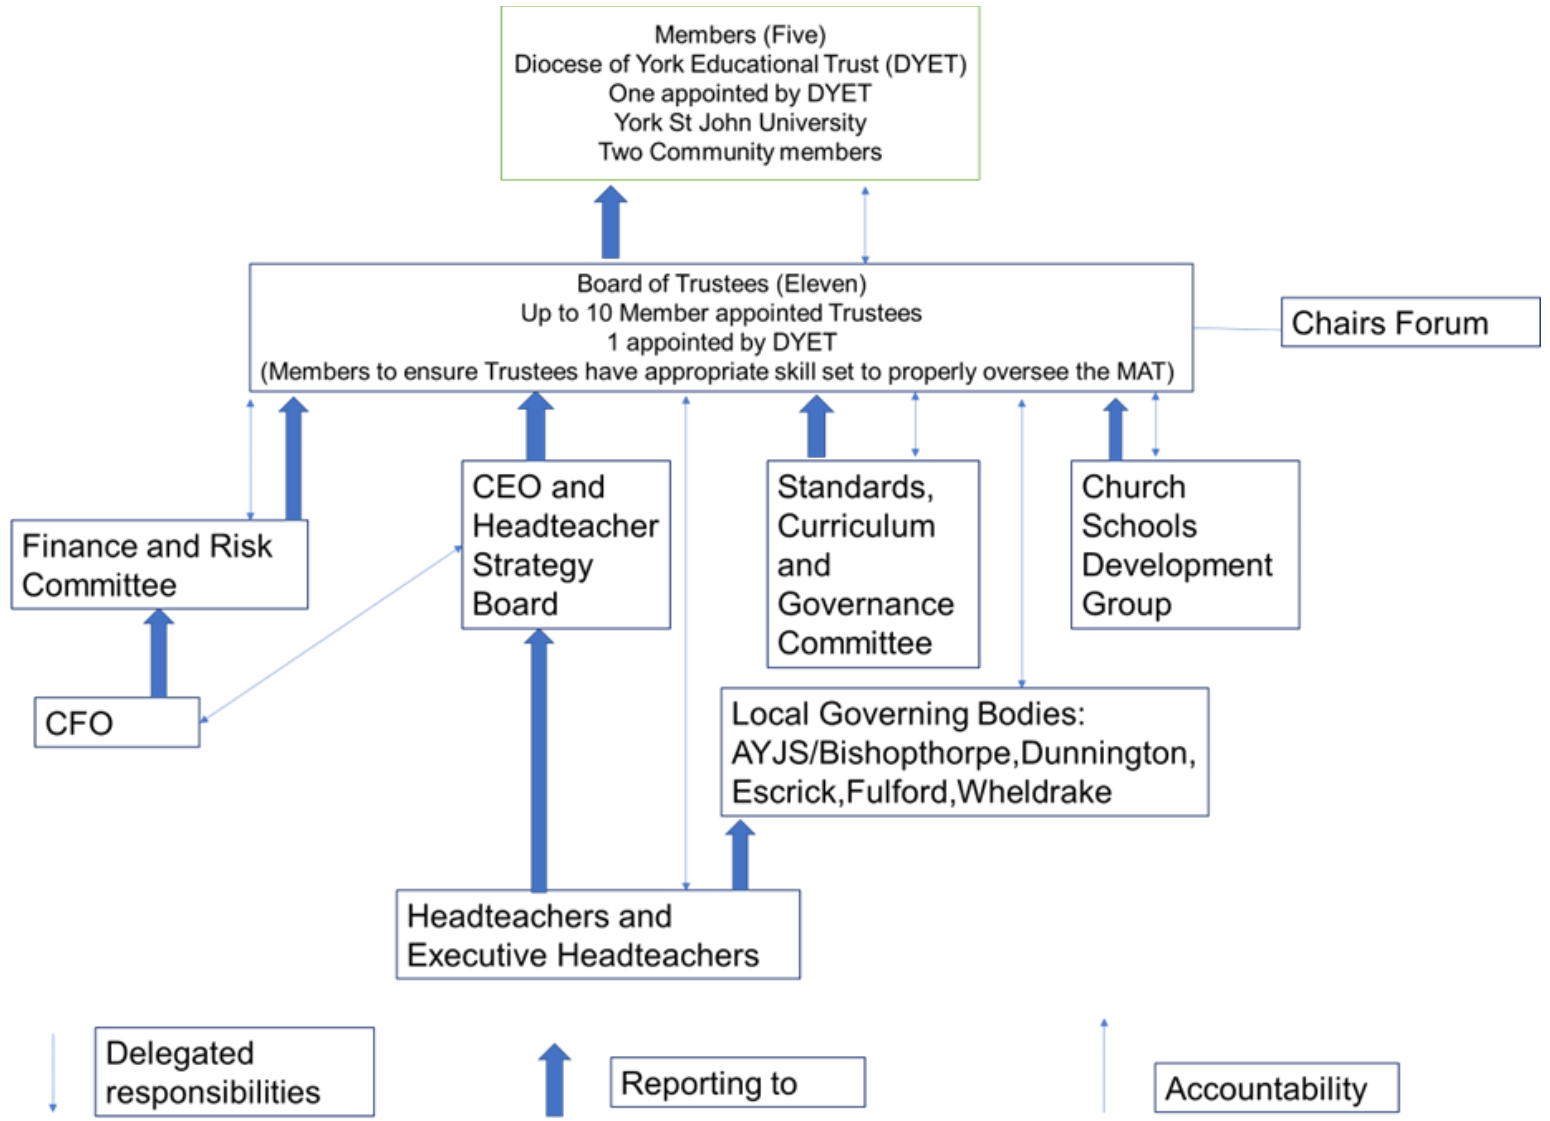 Members (Five)
Diocese of York Educational Trust (DYET)
One appointed by DYET
York St John University
Two Community members
Board of Trustees (Eleven)
Up to 10 Member appointed Trustees
1 appointed by DYET
(Members to ensure Trustees have appropriate skill set to properly oversee the MAT)
Chairs Forum
Finance and Risk
Committee
CEO and
Headteacher
Strategy
Board
Standards,
Curriculum
and
Governance
Committee
Church
Schools
Development
Group
CFO
Local Governing Bodies:
AYJS/Bishopthorpe,Dunnington,
Escrick,Fulford,Wheldrake
Headteachers and
Executive Headteachers
Delegated
responsibilities
Reporting to
Accountability